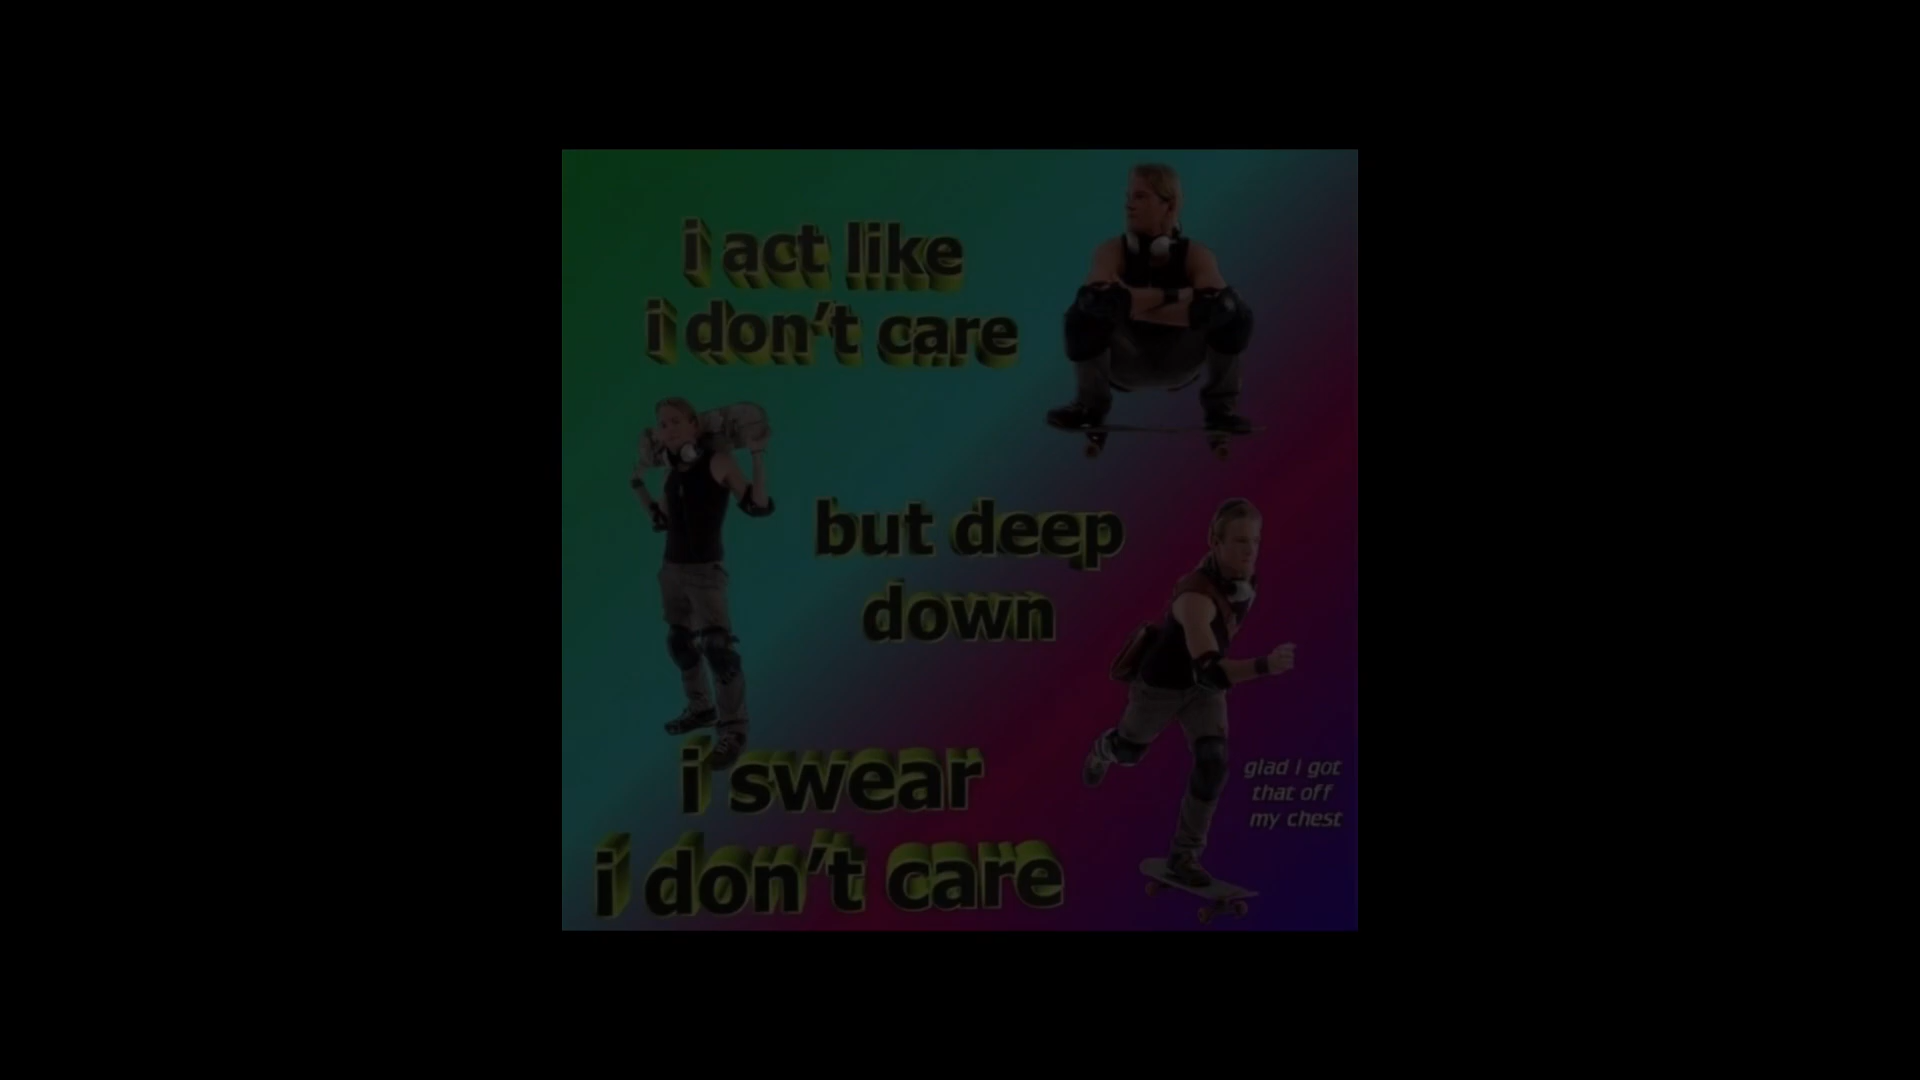 i act like
i don't care
but deep
down
i swear
i don't care
glad i got
that off
my chest